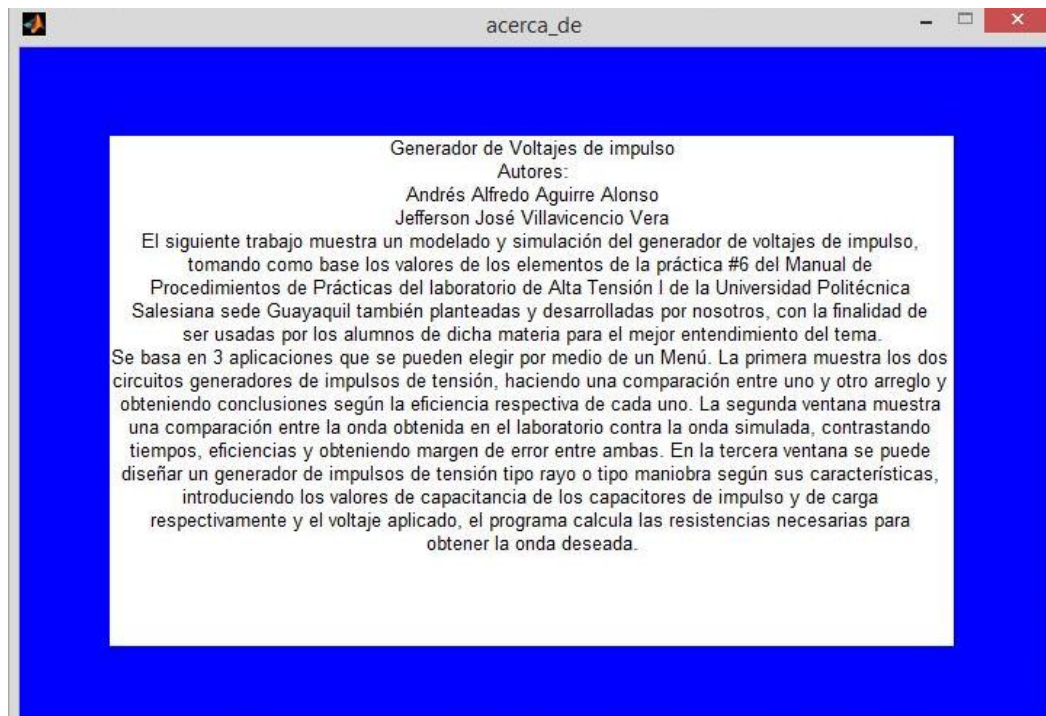 acerca_de
Generador de Voltajes de impulso
Autores:
Andrés Alfredo Aguirre Alonso
Jefferson José Villavicencio Vera
El siguiente trabajo muestra un modelado y simulación del generador de voltajes de impulso,
tomando como base los valores de los elementos de la práctica #6 del Manual de
Procedimientos de Prácticas del laboratorio de Alta Tensión I de la Universidad Politécnica
Salesiana sede Guayaquil también planteadas y desarrolladas por nosotros, con la finalidad de
ser usadas por los alumnos de dicha materia para el mejor entendimiento del tema.
Se basa en 3 aplicaciones que se pueden elegir por medio de un Menú. La primera muestra los dos
circuitos generadores de impulsos de tensión, haciendo una comparación entre uno y otro arreglo y
obteniendo conclusiones según la eficiencia respectiva de cada uno. La segunda ventana muestra
una comparación entre la onda obtenida en el laboratorio contra la onda simulada, contrastando
tiempos, eficiencias y obteniendo margen de error entre ambas. En la tercera ventana se puede
diseñar un generador de impulsos de tensión tipo rayo o tipo maniobra según sus características,
introduciendo los valores de capacitancia de los capacitores de impulso y de carga
respectivamente y el voltaje aplicado, el programa calcula las resistencias necesarias para
obtener la onda deseada.